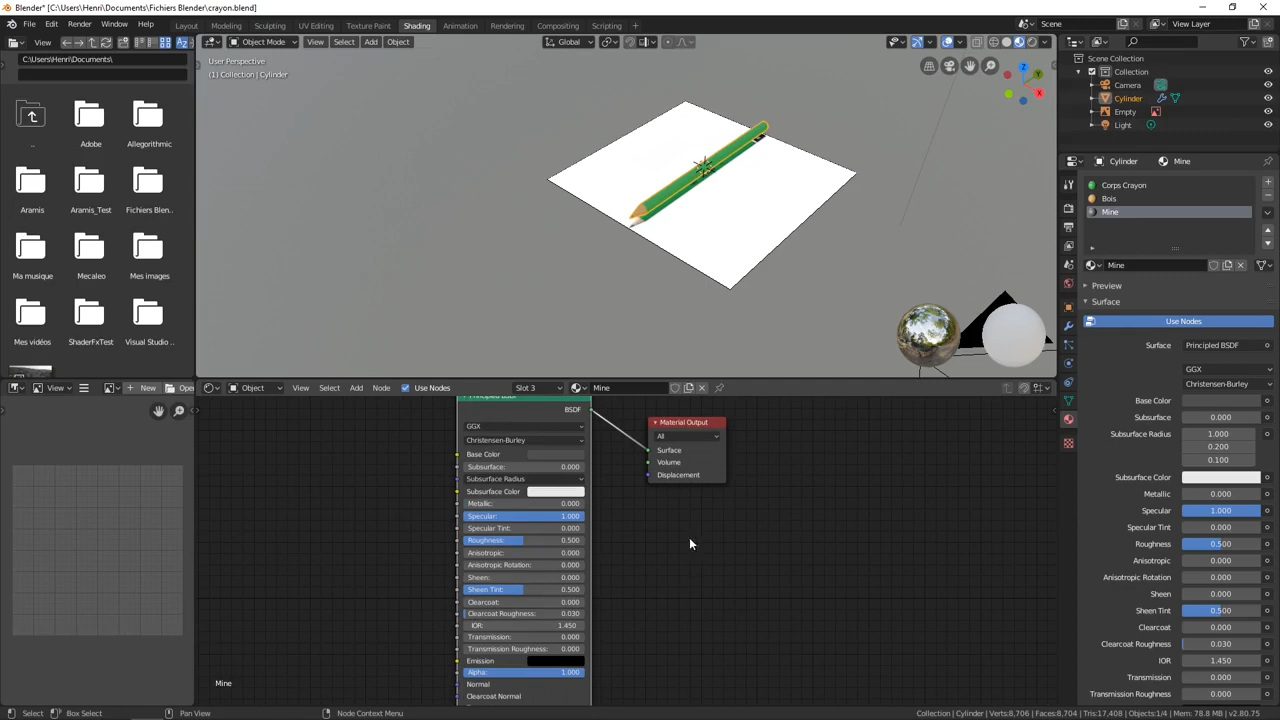 Blender* [C:\Users\Henri\Documents\Fichiers Blender\crayon.blend]
File Edit Render Window Help Layout Modeling Sculpting UV Editing Texture Paint Shading Animation Rendering Compositing Scripting + Scene View Layer
View
C:\Users\Henri\Documents\
..
Adobe
Allegorithmic
Aramis
Aramis_Test
Fichiers Blen..
Ma musique
Mecaleo
Mes images
Mes vidéos
ShaderFxTest
Visual Studio ..
Object Mode View Select Add Object Global
User Perspective
(1) Collection | Cylinder
Z
Y
X
Scene Collection
Collection
Camera
Cylinder
Empty
Light
Cylinder Mine
Corps Crayon
Bois
Mine
Mine
Preview
Surface
Use Nodes
Surface Principled BSDF
GGX
Christensen-Burley
Base Color
Subsurface 0.000
Subsurface Radius 1.000
0.200
0.100
Subsurface Color
Metallic 0.000
Specular 1.000
Specular Tint 0.000
Roughness 0.500
Anisotropic 0.000
Anisotropic Rotation 0.000
Sheen 0.000
Sheen Tint 0.500
Clearcoat 0.000
Clearcoat Roughness 0.030
IOR 1.450
Transmission 0.000
Transmission Roughness 0.000
View New Open
Object View Select Add Node Use Nodes Slot 3 Mine
BSDF
GGX
Christensen-Burley
Base Color
Subsurface: 0.000
Subsurface Radius
Subsurface Color
Metallic: 0.000
Specular: 1.000
Specular Tint: 0.000
Roughness: 0.500
Anisotropic: 0.000
Anisotropic Rotation: 0.000
Sheen: 0.000
Sheen Tint: 0.500
Clearcoat: 0.000
Clearcoat Roughness: 0.030
IOR: 1.450
Transmission: 0.000
Transmission Roughness: 0.000
Emission
Alpha: 1.000
Normal
Clearcoat Normal
Material Output
All
Surface
Volume
Displacement
Mine
Select Box Select Pan View Node Context Menu Collection | Cylinder | Verts:8,706 | Faces:8,704 | Tris:17,408 | Objects:1/4 | Mem: 78.8 MB | v2.80.75